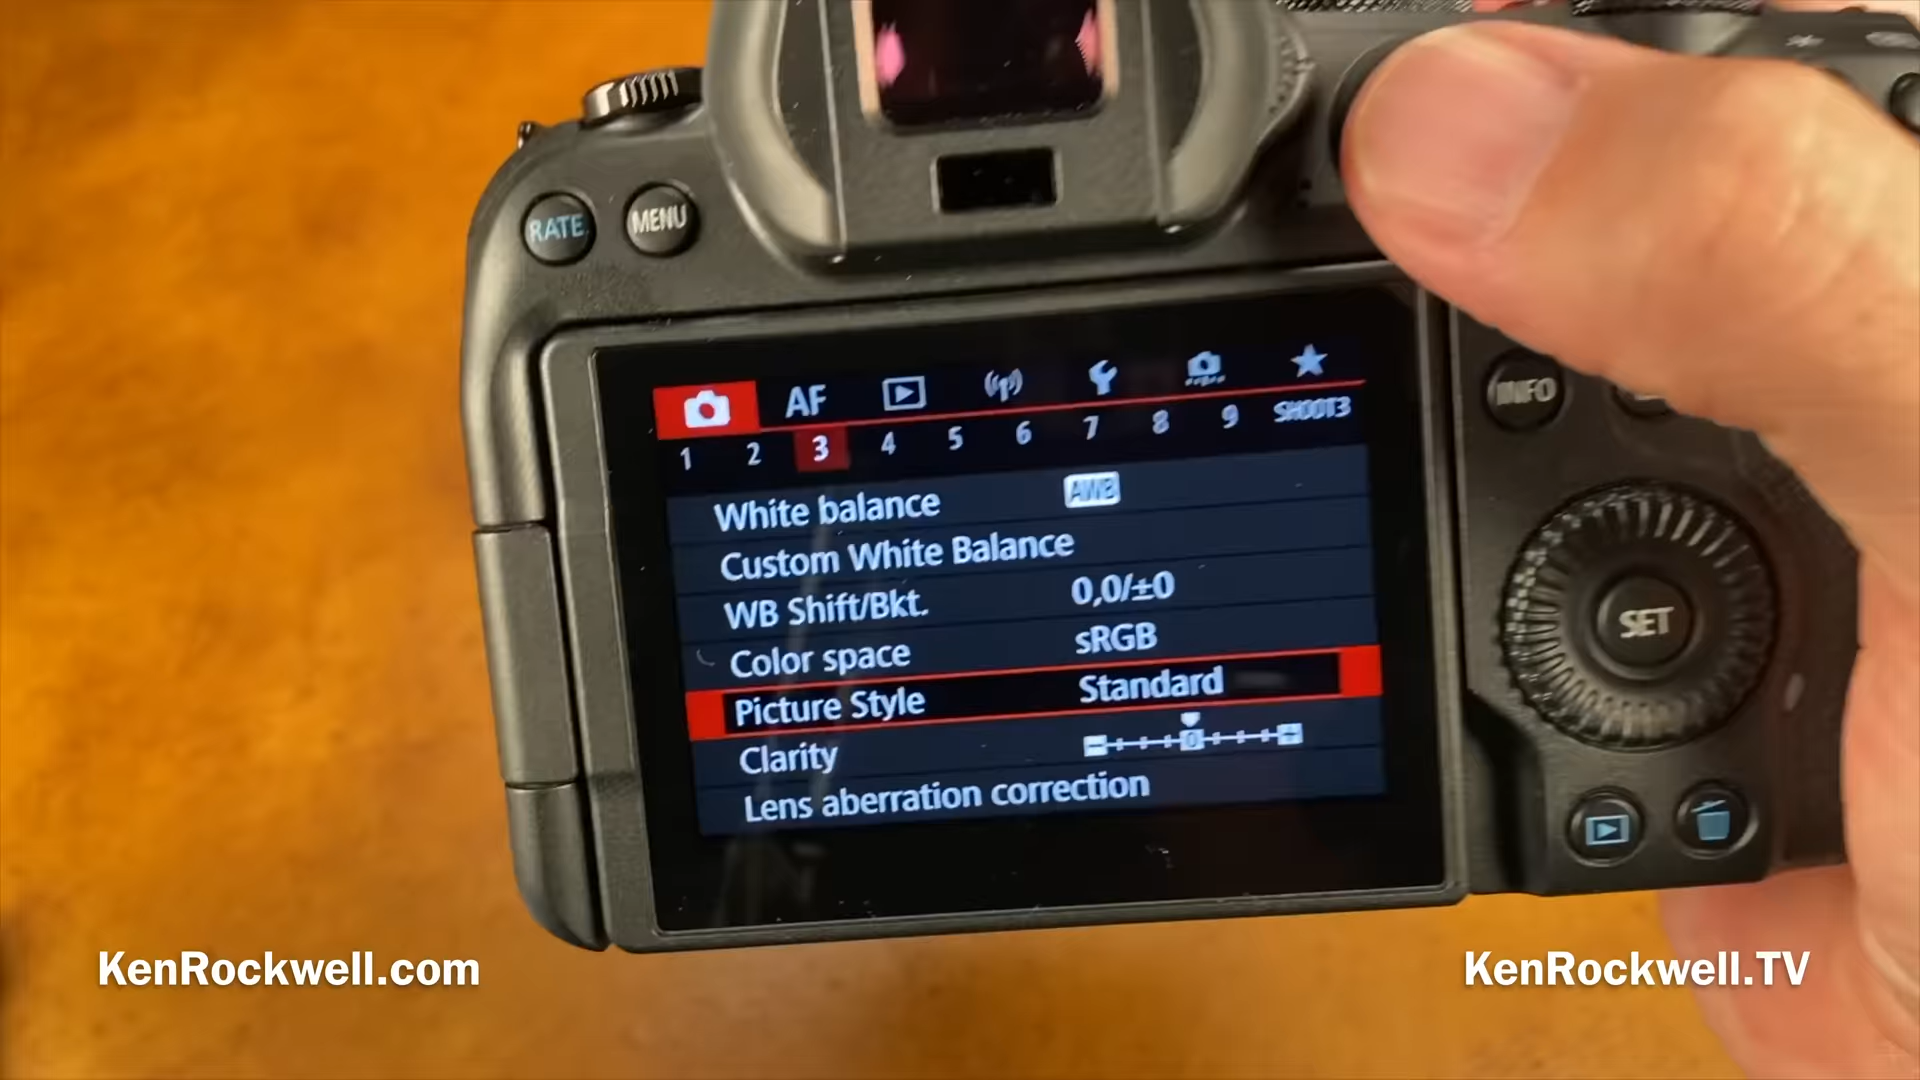 RATE MENU
AF
1 2 3 4 5 6 7 8 9 SHOOT3
INFO
White balance AWB
Custom White Balance
WB Shift/Bkt. 0,0/±0
Color space sRGB
Picture Style Standard
Clarity 0
Lens aberration correction
SET
KenRockwell.com KenRockwell.TV